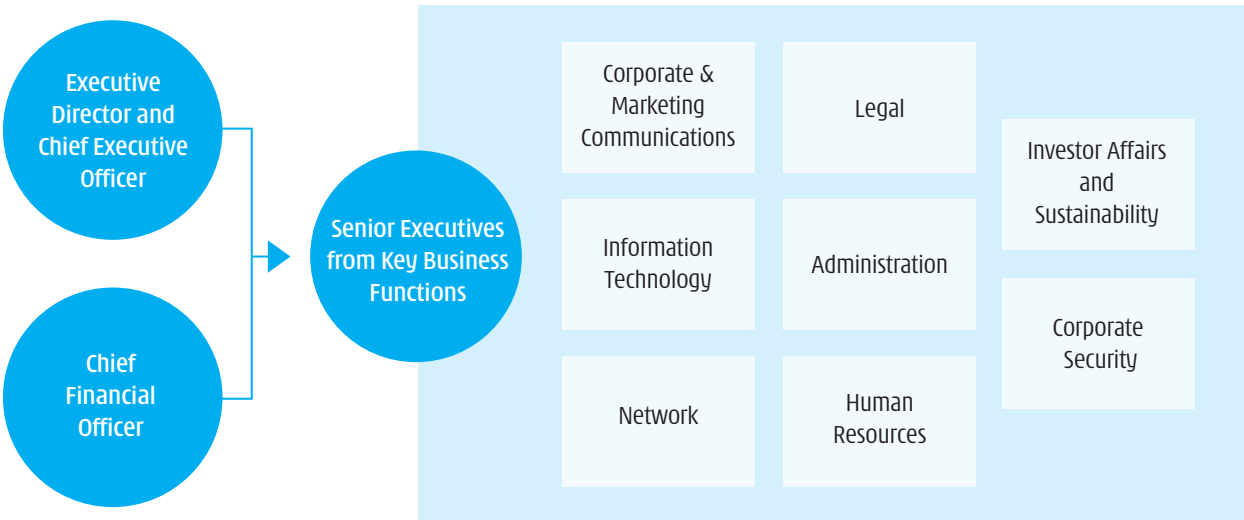 Executive
Director and
Chief Executive
Officer
Chief
Financial
Officer
Senior Executives
from Key Business
Functions
Corporate &
Marketing
Communications
Legal
Information
Technology
Administration
Network
Human
Resources
Investor Affairs
and
Sustainability
Corporate
Security